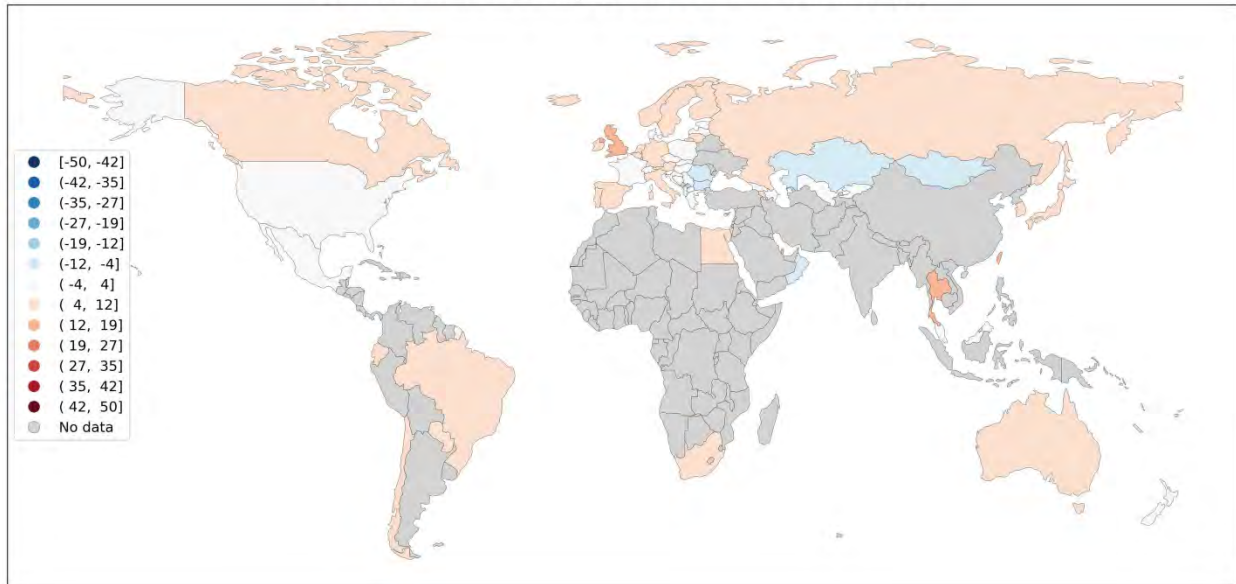 [-50, -42]
(-42, -35]
(-35, -27]
(-27, -19]
(-19, -12]
(-12, -4]
(-4, 4]
( 4, 12]
( 12, 19]
( 19, 27]
( 27, 35]
( 35, 42]
( 42, 50]
No data